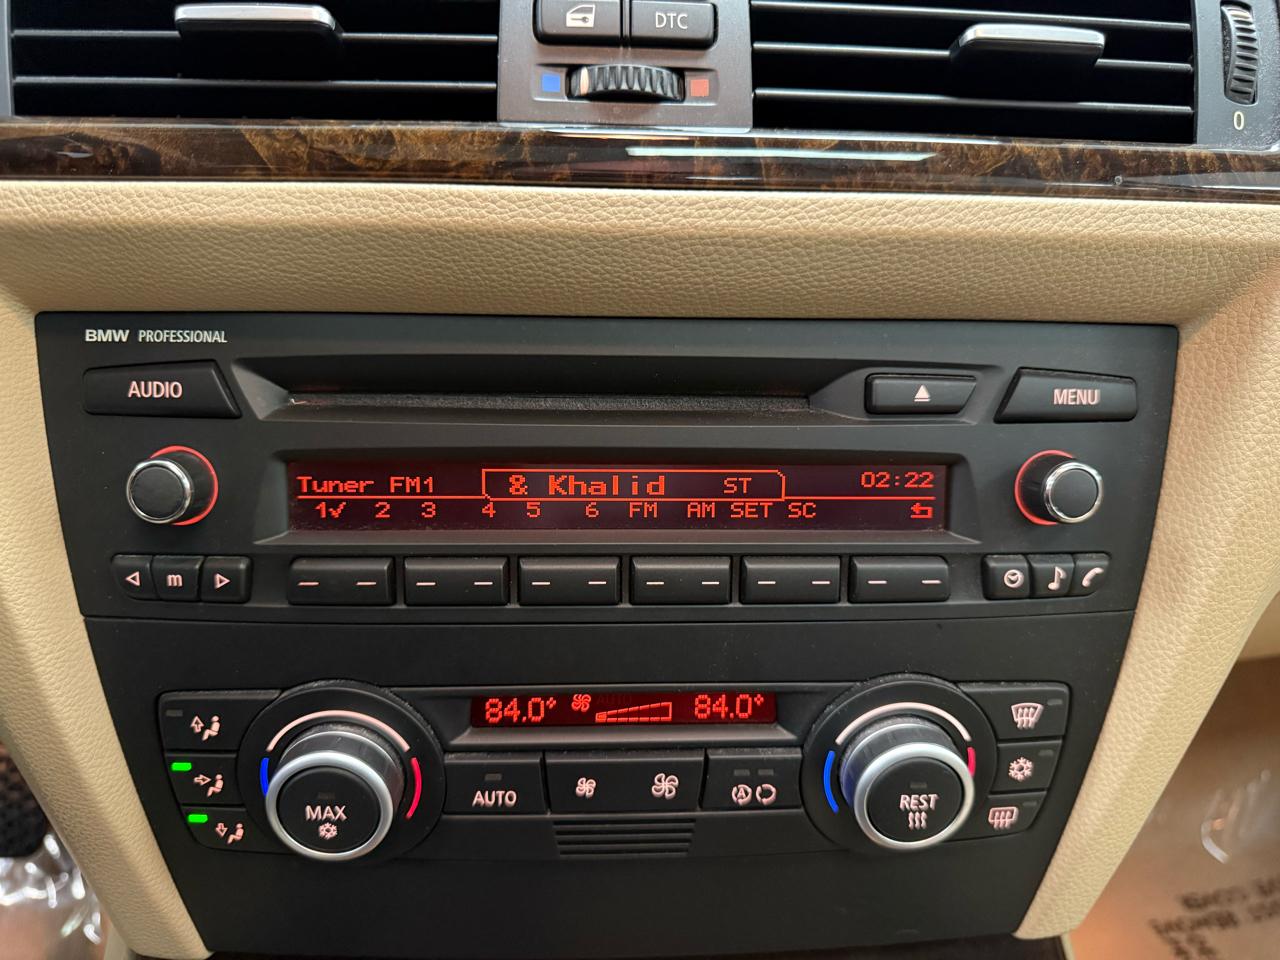 DTC
0
BMW PROFESSIONAL
AUDIO
MENU
Tuner FM1 & Khalid ST 02:22
1✓ 2 3 4 5 6 FM AM SET SC
m
84.0° AUTO 84.0°
MAX
AUTO
A
REST